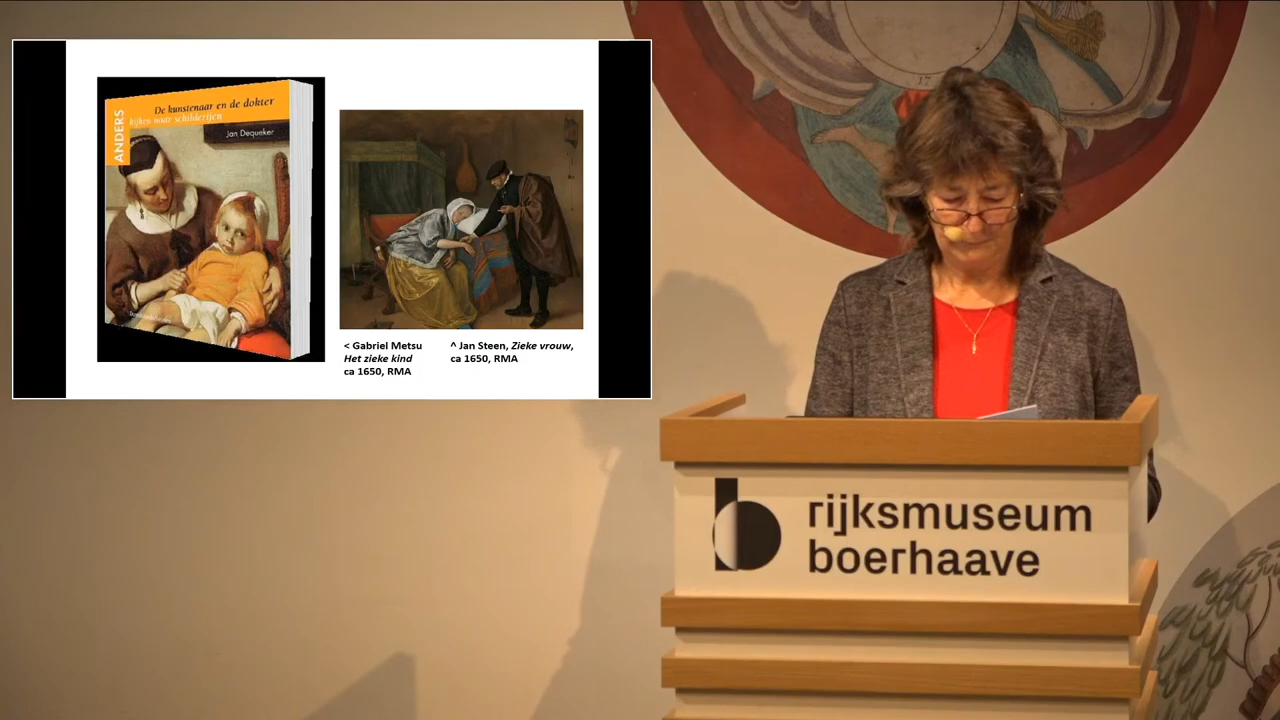 De kunstenaar en de dokter
ANDERS
kijken naar schilderijen
Jan Dequeker
< Gabriel Metsu
Het zieke kind
ca 1650, RMA
^ Jan Steen, Zieke vrouw,
ca 1650, RMA
17
b
rijksmuseum
boerhaave